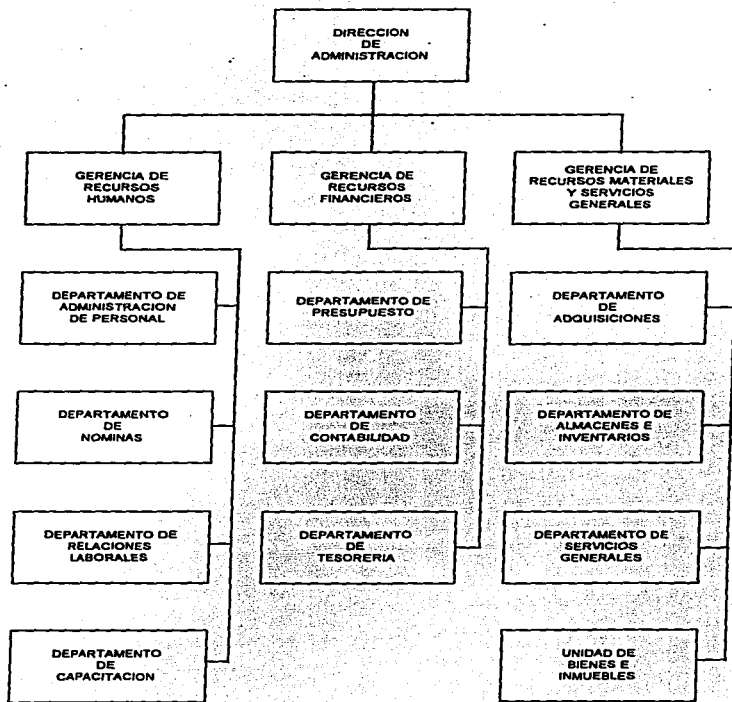 DIRECCION
DE
ADMINISTRACION
GERENCIA DE
RECURSOS
HUMANOS
GERENCIA DE
RECURSOS
FINANCIEROS
GERENCIA DE
RECURSOS MATERIALES
Y SERVICIOS
GENERALES
DEPARTAMENTO DE
ADMINISTRACION
DE PERSONAL
DEPARTAMENTO DE
PRESUPUESTO
DEPARTAMENTO
DE
ADQUISICIONES
DEPARTAMENTO
DE
NOMINAS
DEPARTAMENTO
DE
CONTABILIDAD
DEPARTAMENTO DE
ALMACENES E
INVENTARIOS
DEPARTAMENTO DE
RELACIONES
LABORALES
DEPARTAMENTO
DE
TESORERIA
DEPARTAMENTO DE
SERVICIOS
GENERALES
DEPARTAMENTO
DE
CAPACITACION
UNIDAD DE
BIENES E
INMUEBLES